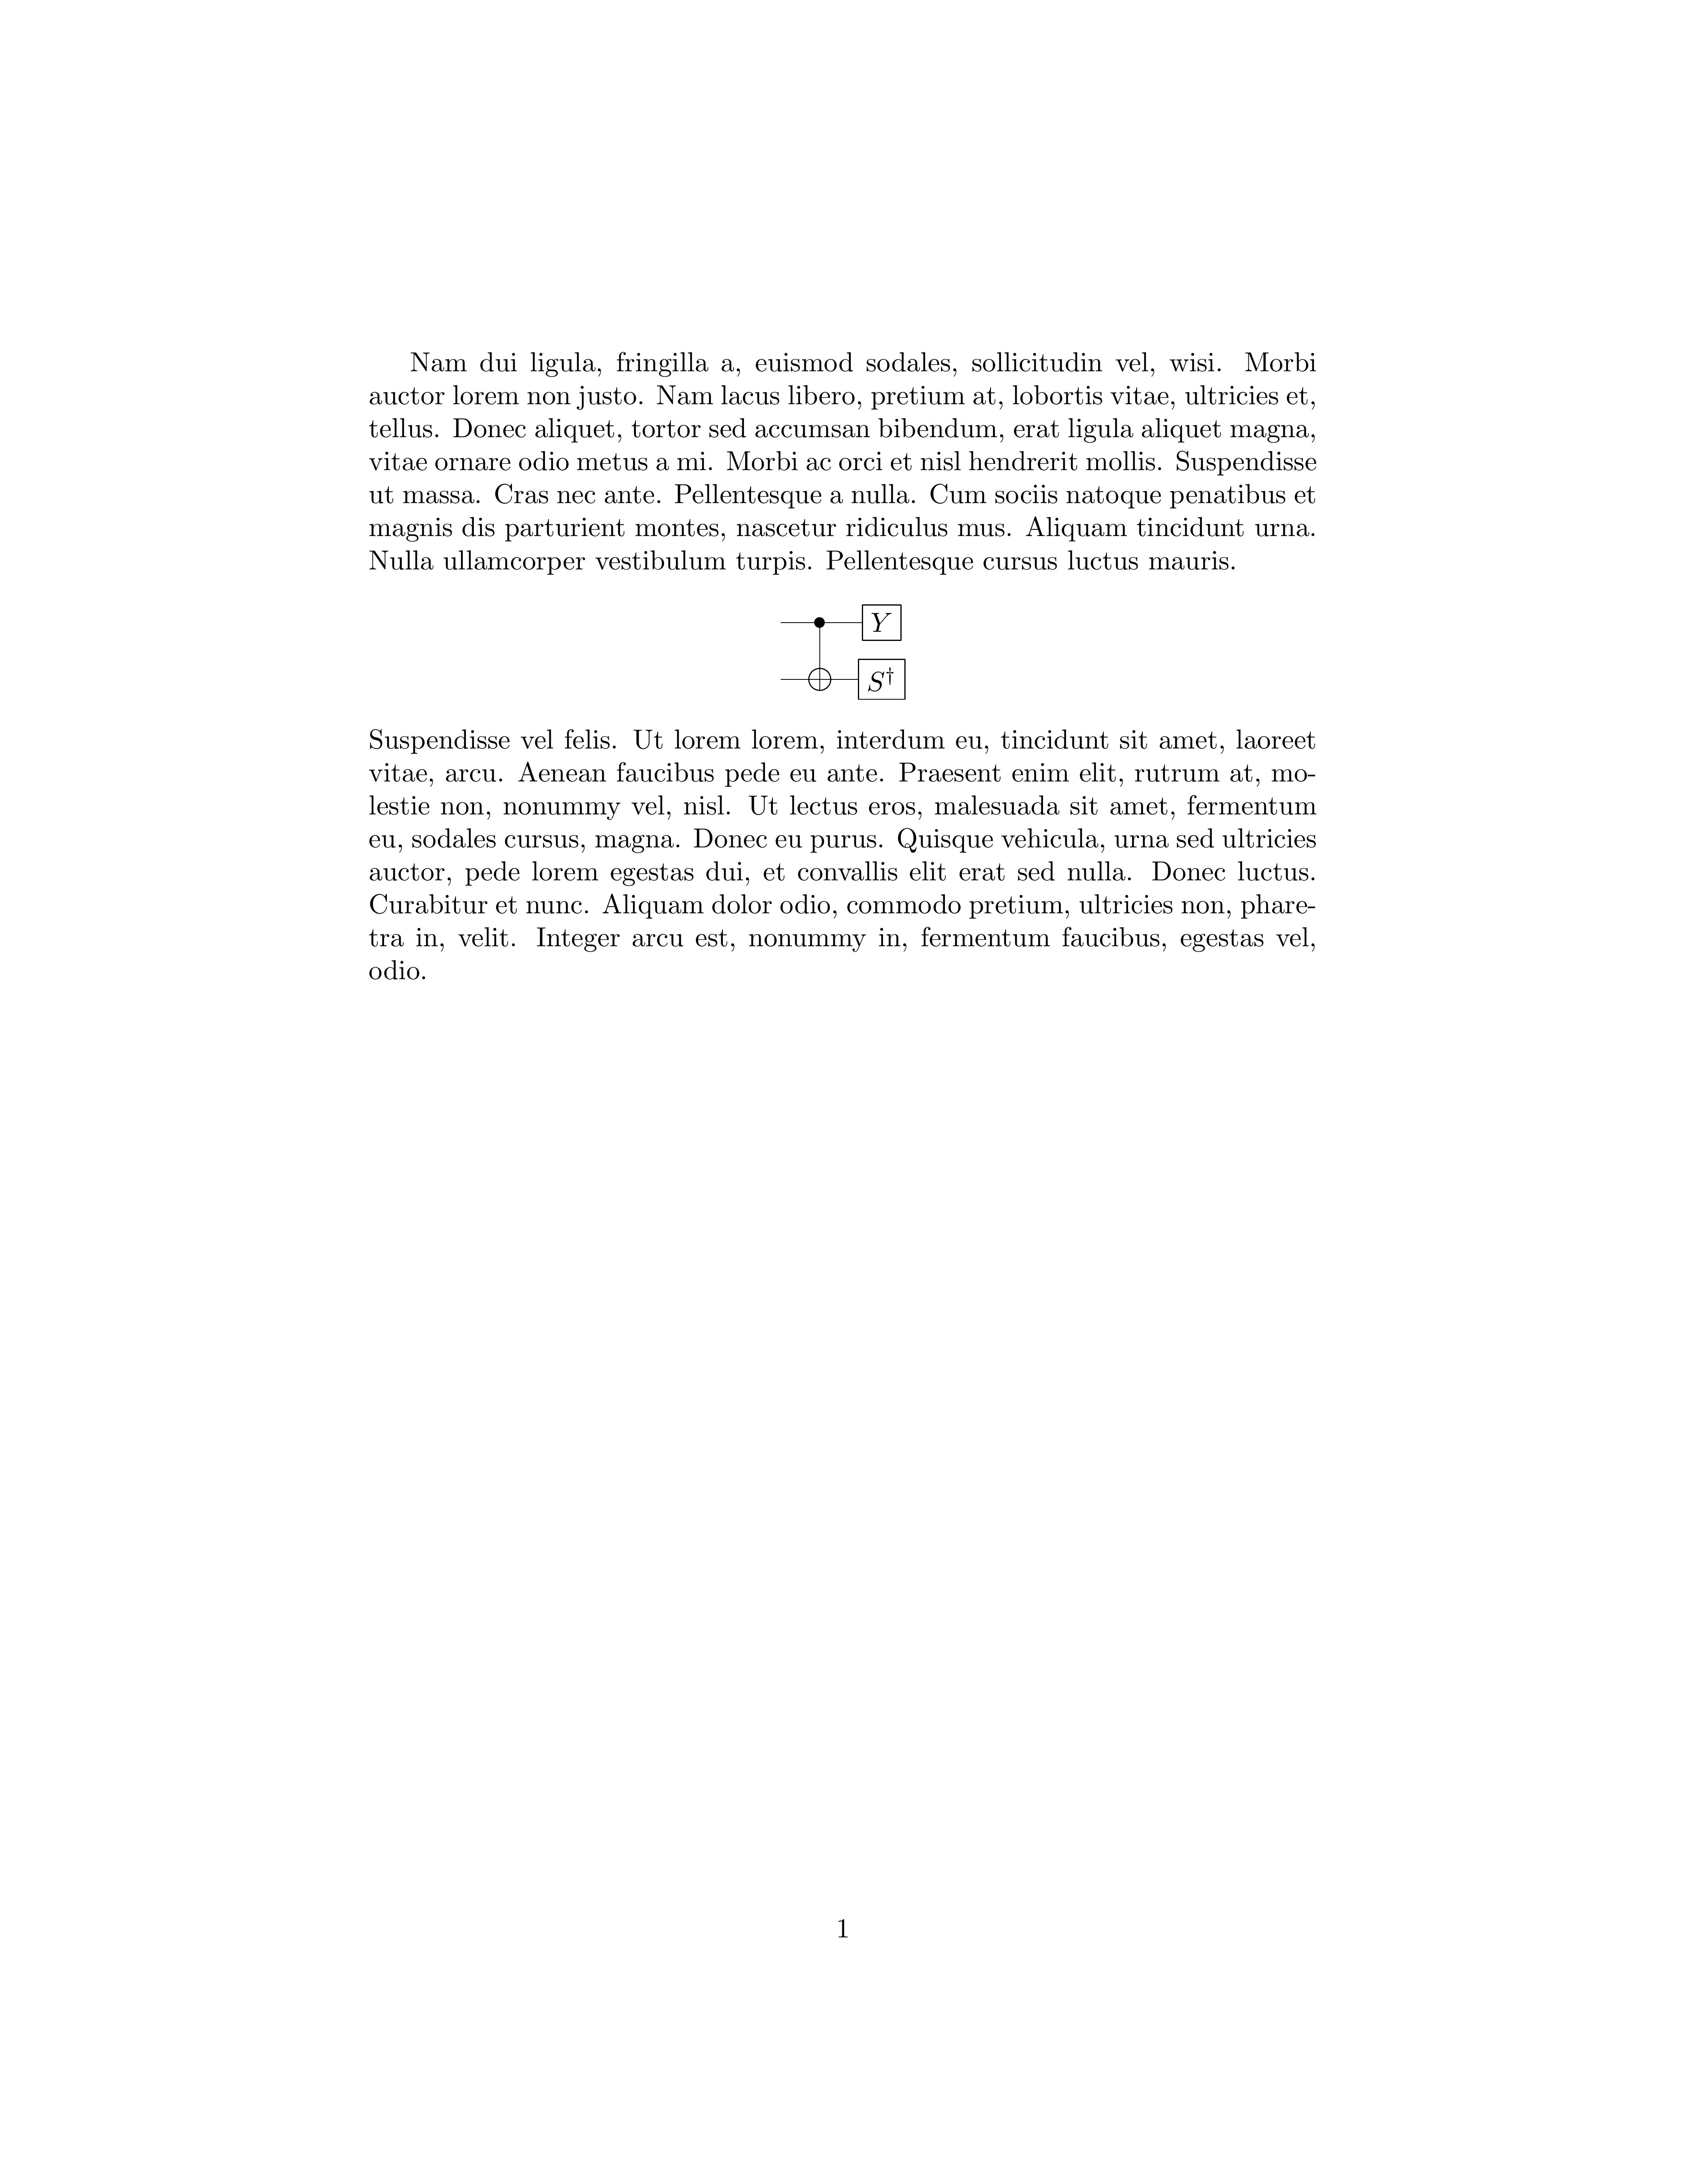 Nam dui ligula, fringilla a, euismod sodales, sollicitudin vel, wisi. Morbi
auctor lorem non justo. Nam lacus libero, pretium at, lobortis vitae, ultricies et,
tellus. Donec aliquet, tortor sed accumsan bibendum, erat ligula aliquet magna,
vitae ornare odio metus a mi. Morbi ac orci et nisl hendrerit mollis. Suspendisse
ut massa. Cras nec ante. Pellentesque a nulla. Cum sociis natoque penatibus et
magnis dis parturient montes, nascetur ridiculus mus. Aliquam tincidunt urna.
Nulla ullamcorper vestibulum turpis. Pellentesque cursus luctus mauris.
Y
S†
Suspendisse vel felis. Ut lorem lorem, interdum eu, tincidunt sit amet, laoreet
vitae, arcu. Aenean faucibus pede eu ante. Praesent enim elit, rutrum at, mo-
lestie non, nonummy vel, nisl. Ut lectus eros, malesuada sit amet, fermentum
eu, sodales cursus, magna. Donec eu purus. Quisque vehicula, urna sed ultricies
auctor, pede lorem egestas dui, et convallis elit erat sed nulla. Donec luctus.
Curabitur et nunc. Aliquam dolor odio, commodo pretium, ultricies non, phare-
tra in, velit. Integer arcu est, nonummy in, fermentum faucibus, egestas vel,
odio.
1